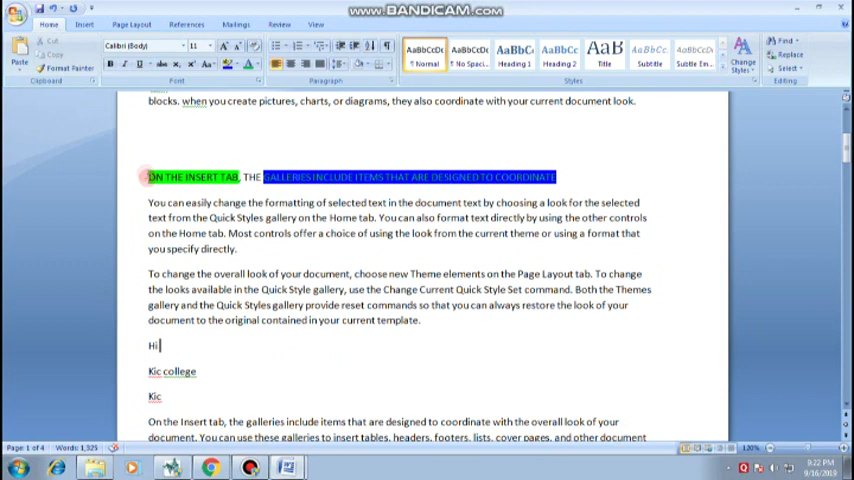 www.BANDICAM.com
Home Insert Page Layout References Mailings Review View
Cut
Copy
Paste Format Painter
Calibri (Body) 11
AaBbCcDc AaBbCcDc AaBbCc AaBbCc AaB AaBbCc. AaBbCcDc
¶ Normal ¶ No Spaci... Heading 1 Heading 2 Title Subtitle Subtle Em...
Change Styles
Find
Replace
Select
Clipboard Font Paragraph Styles Editing
blocks. when you create pictures, charts, or diagrams, they also coordinate with your current document look.
ON THE INSERT TAB, THE GALLERIES INCLUDE ITEMS THAT ARE DESIGNED TO COORDINATE
You can easily change the formatting of selected text in the document text by choosing a look for the selected
text from the Quick Styles gallery on the Home tab. You can also format text directly by using the other controls
on the Home tab. Most controls offer a choice of using the look from the current theme or using a format that
you specify directly.
To change the overall look of your document, choose new Theme elements on the Page Layout tab. To change
the looks available in the Quick Style gallery, use the Change Current Quick Style Set command. Both the Themes
gallery and the Quick Styles gallery provide reset commands so that you can always restore the look of your
document to the original contained in your current template.
Hi
Kic college
Kic
On the Insert tab, the galleries include items that are designed to coordinate with the overall look of your
document. You can use these galleries to insert tables, headers, footers, lists, cover pages, and other document
Page: 1 of 4 Words: 1,325 120%
9:22 PM
9/16/2019